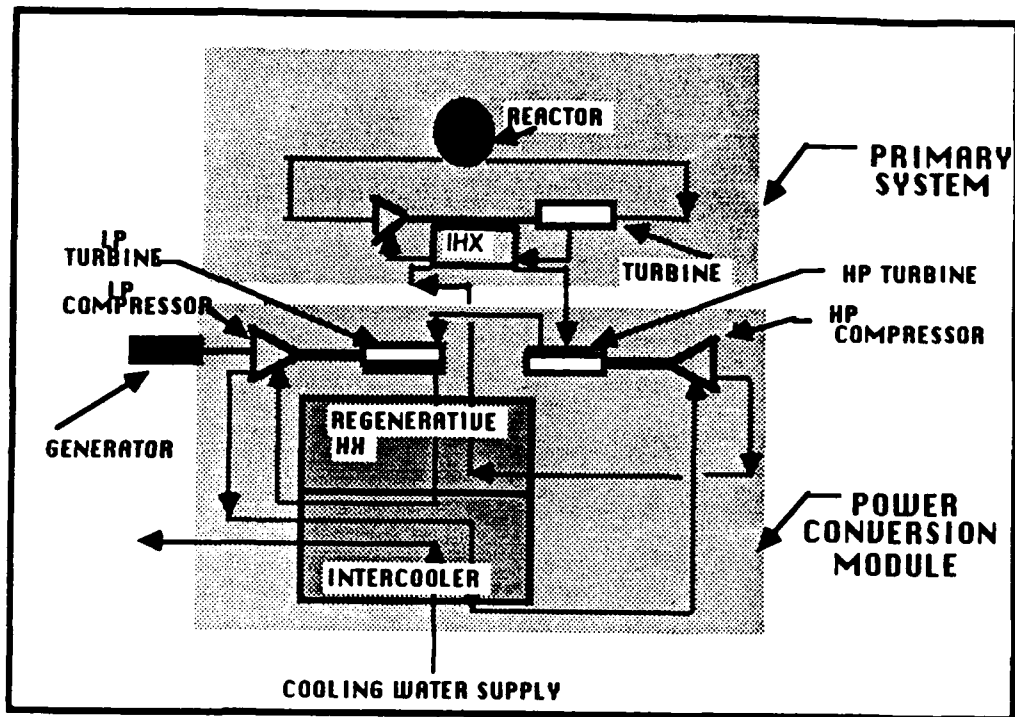 REACTOR
PRIMARY
SYSTEM
IHX
TURBINE
LP
TURBINE
LP
COMPRESSOR
HP TURBINE
HP
COMPRESSOR
GENERATOR
REGENERATIVE
HX
INTERCOOLER
POWER
CONVERSION
MODULE
COOLING WATER SUPPLY